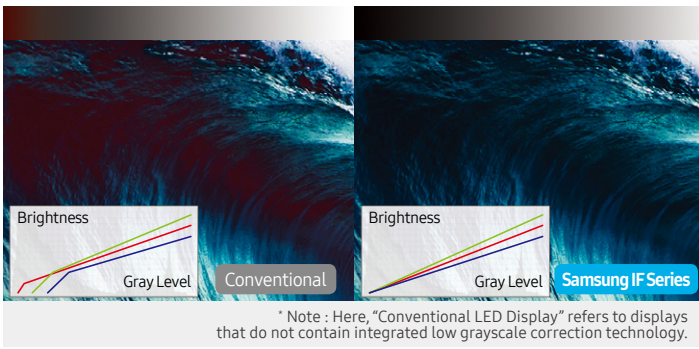 Brightness
Gray Level
Conventional
Brightness
Gray Level
Samsung IF Series
* Note : Here, “Conventional LED Display” refers to displays
that do not contain integrated low grayscale correction technology.